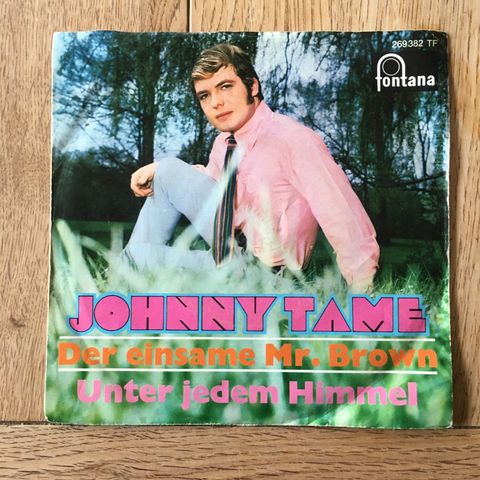 269382 TF
fontana
JOHNNY TAME
Der einsame Mr. Brown
Unter jedem Himmel